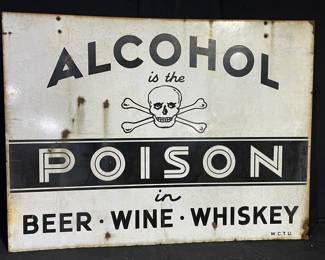 ALCOHOL
is the
POISON
in
BEER · WINE · WHISKEY
W.C.T.U.